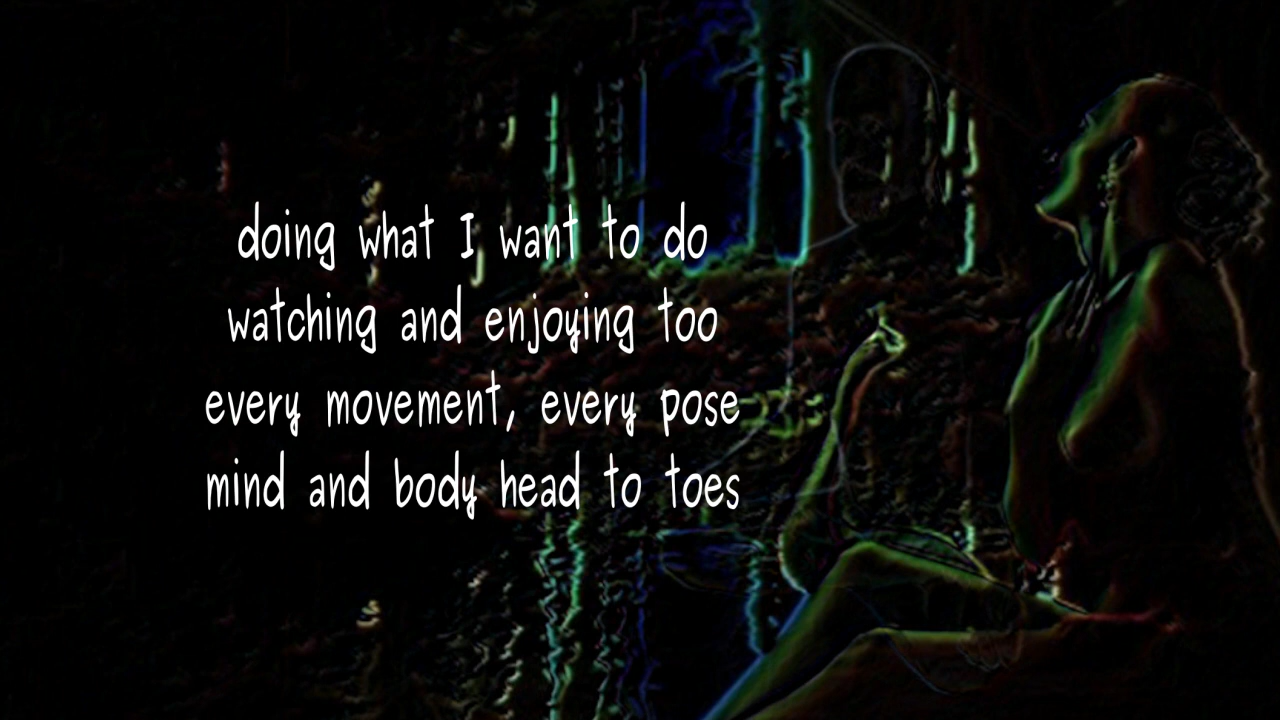 doing what I want to do
watching and enjoying too
every movement, every pose
mind and body head to toes